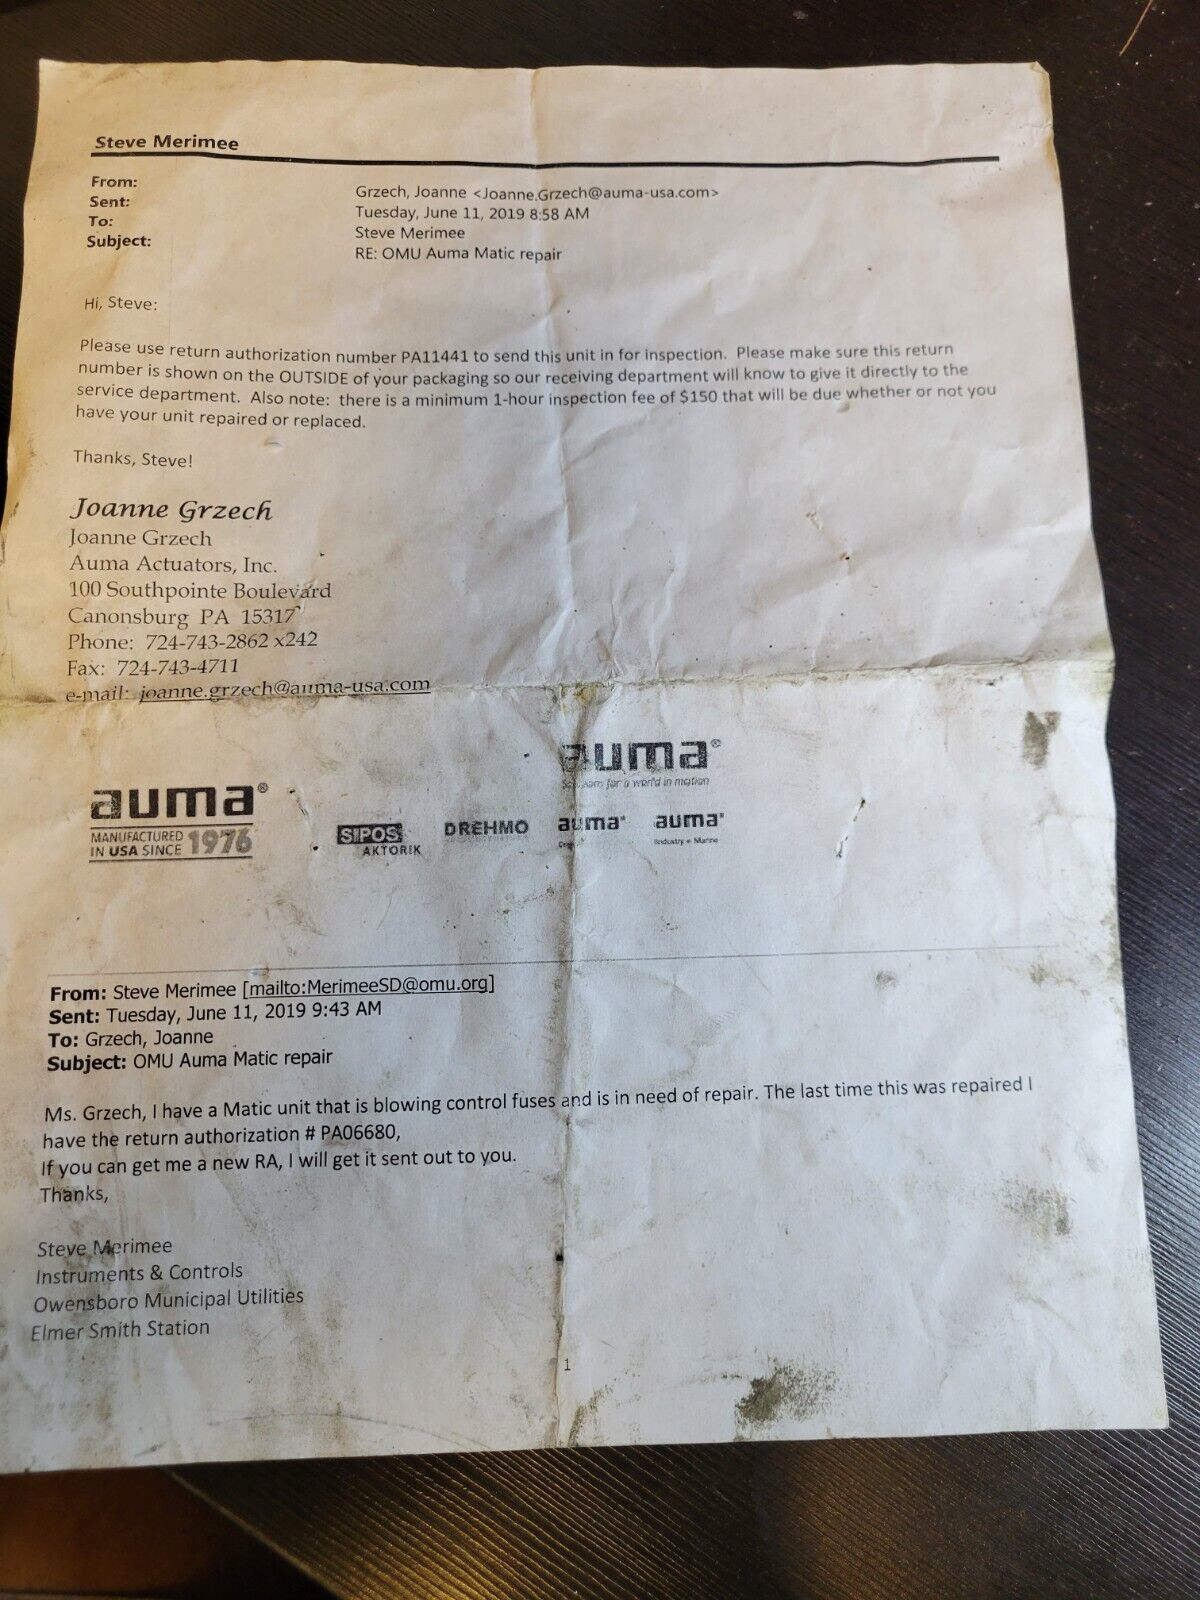 Steve Merimee
From: Grzech, Joanne <Joanne.Grzech@auma-usa.com>
Sent: Tuesday, June 11, 2019 8:58 AM
To: Steve Merimee
Subject: RE: OMU Auma Matic repair
Hi, Steve:
Please use return authorization number PA11441 to send this unit in for inspection. Please make sure this return
number is shown on the OUTSIDE of your packaging so our receiving department will know to give it directly to the
service department. Also note: there is a minimum 1-hour inspection fee of $150 that will be due whether or not you
have your unit repaired or replaced.
Thanks, Steve!
Joanne Grzech
Joanne Grzech
Auma Actuators, Inc.
100 Southpointe Boulevard
Canonsburg PA 15317
Phone: 724-743-2862 x242
Fax: 724-743-4711
e-mail: joanne.grzech@auma-usa.com
auma®
for a world in motion
auma®
MANUFACTURED
IN USA SINCE 1976
SIPOS
AKTORIK
DREHMO
auma®
auma®
Industry + Marine
From: Steve Merimee [mailto:MerimeeSD@omu.org]
Sent: Tuesday, June 11, 2019 9:43 AM
To: Grzech, Joanne
Subject: OMU Auma Matic repair
Ms. Grzech, I have a Matic unit that is blowing control fuses and is in need of repair. The last time this was repaired I
have the return authorization # PA06680,
If you can get me a new RA, I will get it sent out to you.
Thanks,
Steve Merimee
Instruments & Controls
Owensboro Municipal Utilities
Elmer Smith Station
1